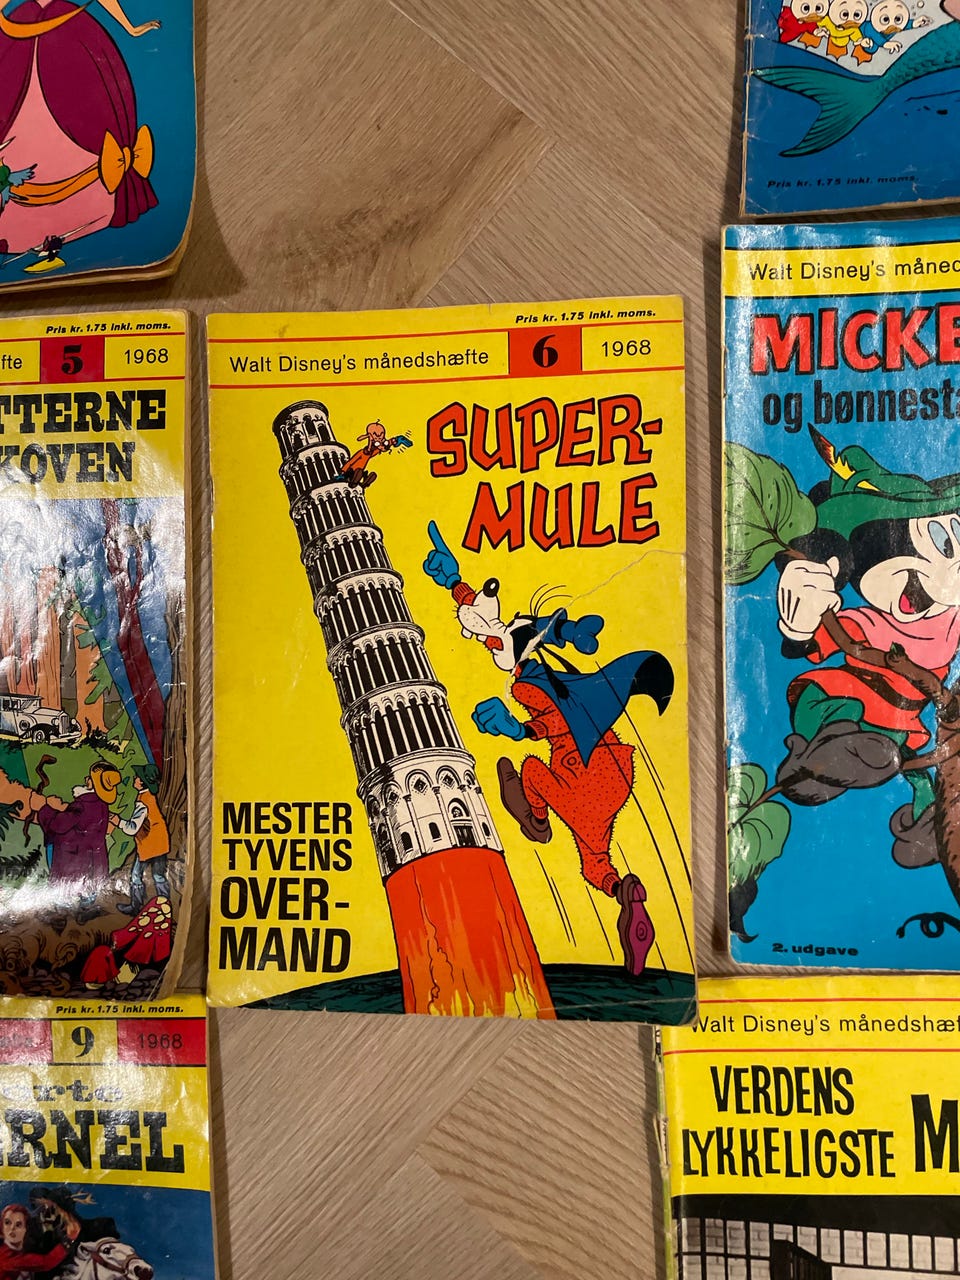 Pris kr. 1.75 inkl. moms.
Walt Disney's måned
MICKE
og bønnesta
2. udgave
Pris kr. 1.75 inkl. moms.
5
1968
TTERNE
KOVEN
Pris kr. 1.75 inkl. moms.
Walt Disney's månedshæfte
6
1968
SUPER-
MULE
MESTER
TYVENS
OVER-
MAND
Pris kr. 1.75 inkl. moms.
9
1968
RNEL
Walt Disney's månedshæf
VERDENS
LYKKELIGSTE
M